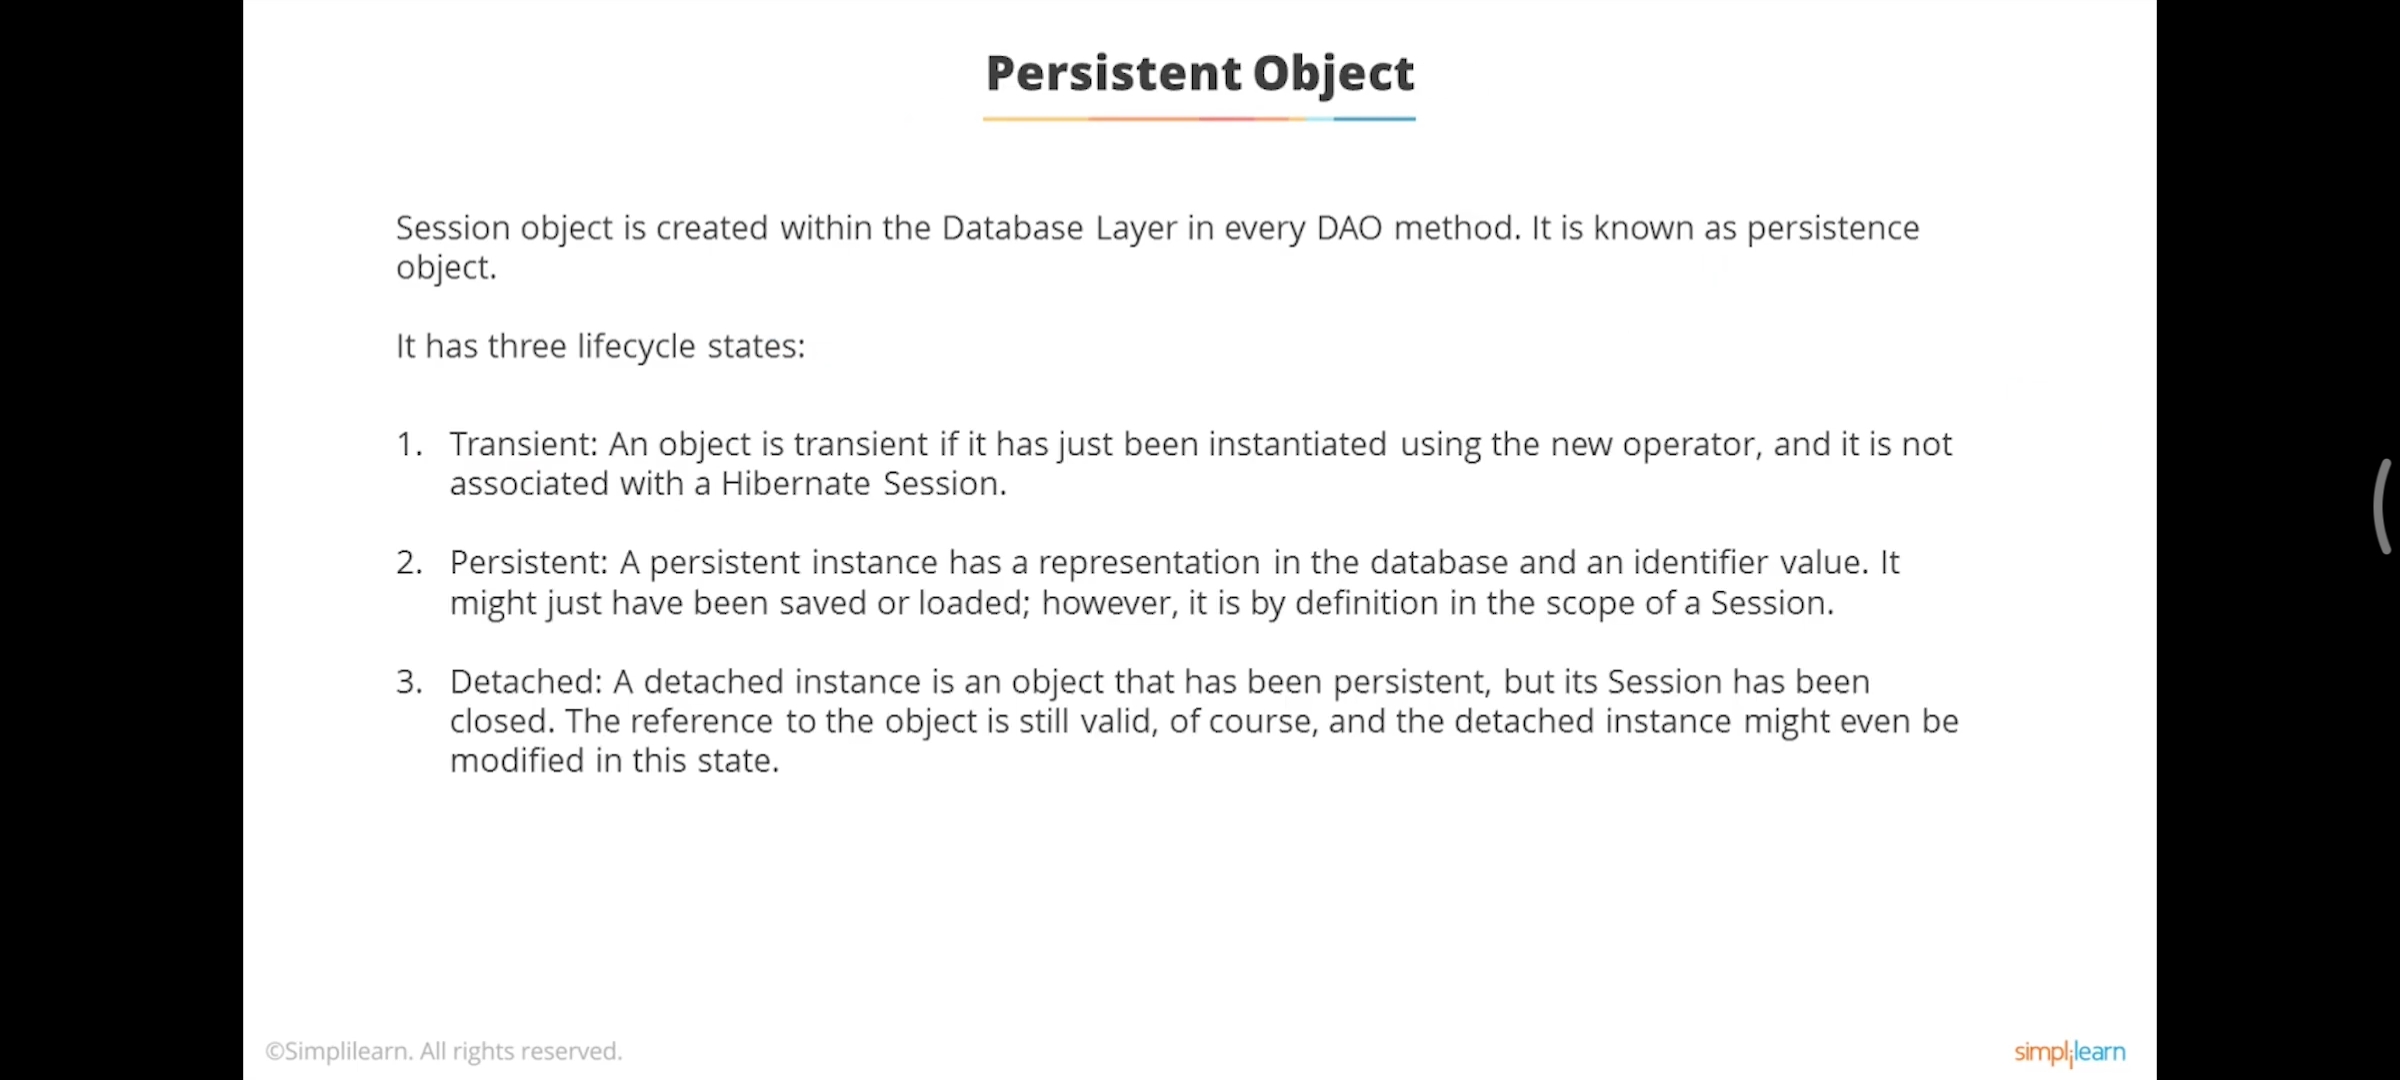 Persistent Object
Session object is created within the Database Layer in every DAO method. It is known as persistence
object.
It has three lifecycle states:
1. Transient: An object is transient if it has just been instantiated using the new operator, and it is not
associated with a Hibernate Session.
2. Persistent: A persistent instance has a representation in the database and an identifier value. It
might just have been saved or loaded; however, it is by definition in the scope of a Session.
3. Detached: A detached instance is an object that has been persistent, but its Session has been
closed. The reference to the object is still valid, of course, and the detached instance might even be
modified in this state.
©Simplilearn. All rights reserved.
simplilearn